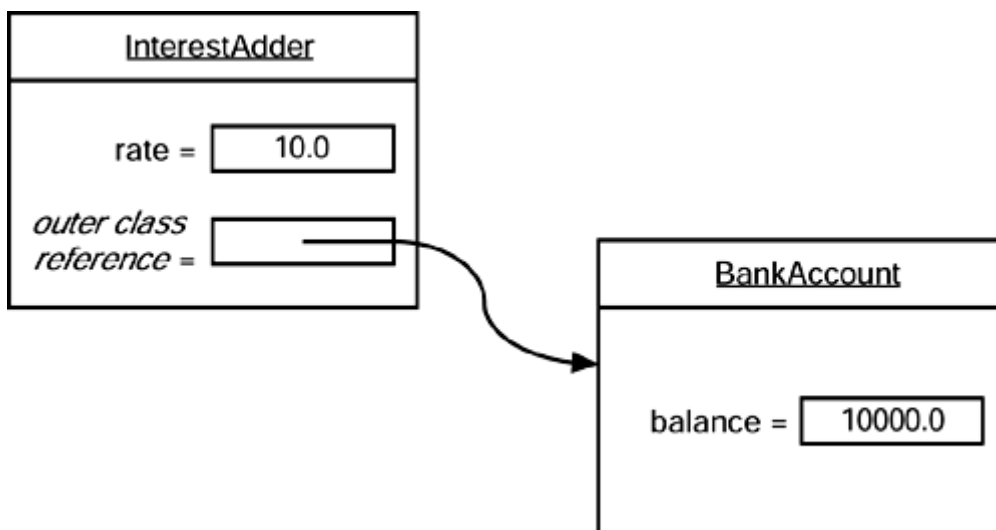 InterestAdder
rate = 10.0
outer class
reference =
BankAccount
balance = 10000.0